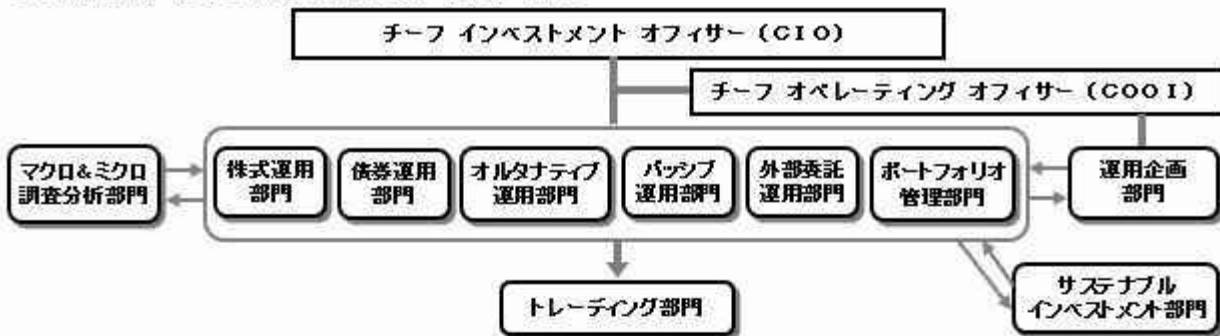 チーフ インベストメント オフィサー (CIO)
チーフ オペレーティング オフィサー (COOI)
マクロ&ミクロ
調査分析部門
株式運用
部門
債券運用
部門
オルタナティブ
運用部門
パッシブ
運用部門
外部委託
運用部門
ポートフォリオ
管理部門
運用企画
部門
トレーディング部門
サステナブル
インベストメント部門